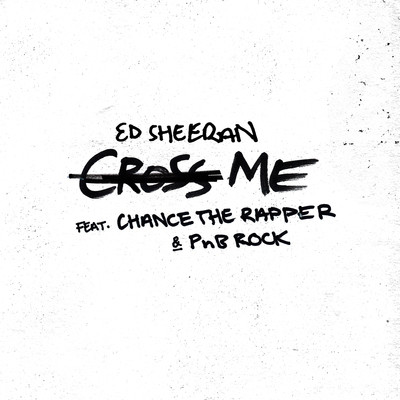 ED SHEERAN
CROSS ME
FEAT. CHANCE THE RAPPER
& PnB ROCK